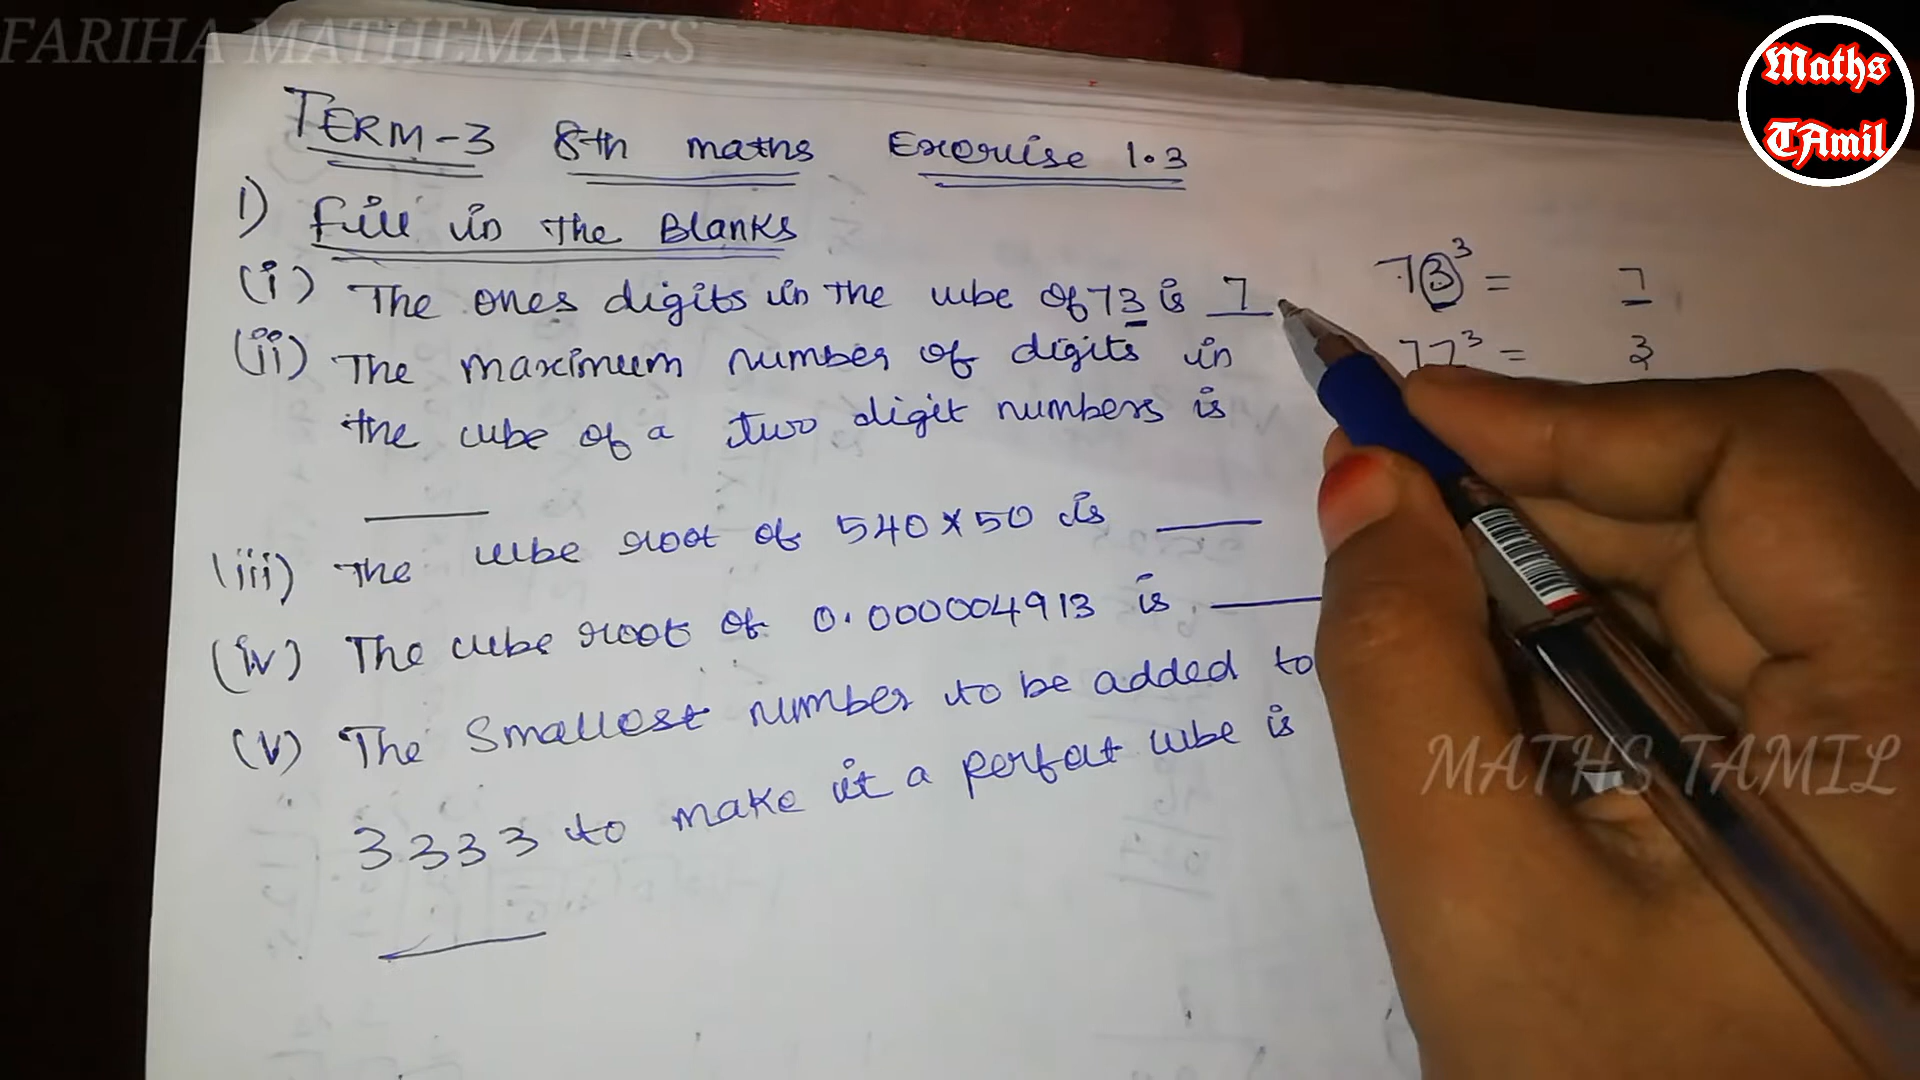 FARIHA MATHEMATICS
Maths
TAmil
TERM-3 8th maths Exercise 1.3
1) Fill in the Blanks
(i) The ones digits in the cube of 73 is 7
(ii) The maximum number of digits in
the cube of a two digit numbers is
(iii) The cube root of 540×50 is
(iv) The cube root of 0.000004913 is
(v) The Smallest number to be added to
3333 to make it a perfect cube is
73³ = 7
77³ = 3
MATHS TAMIL